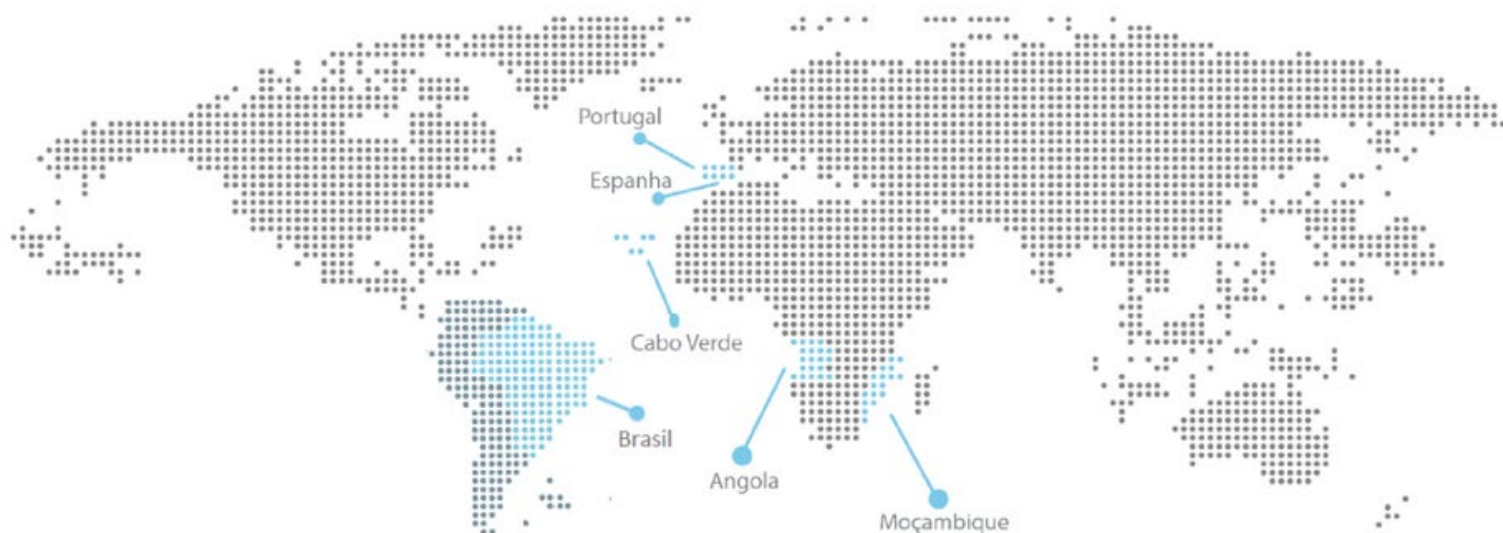 Portugal
Espanha
Cabo Verde
Brasil
Angola
Moçambique